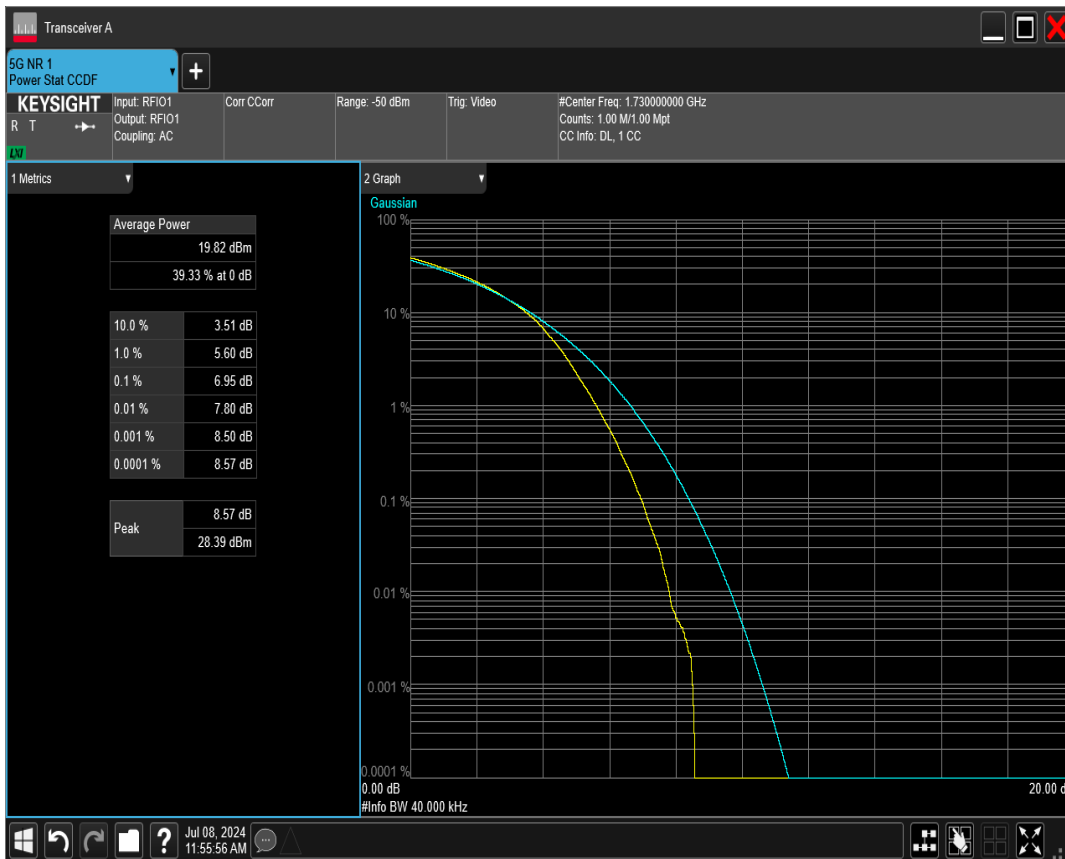 Transceiver A
5G NR 1
Power Stat CCDF
KEYSIGHT
R T
LXI
Input: RFIO1
Output: RFIO1
Coupling: AC
Corr CCorr
Range: -50 dBm
Trig: Video
#Center Freq: 1.730000000 GHz
Counts: 1.00 M/1.00 Mpt
CC Info: DL, 1 CC
1 Metrics
Average Power
19.82 dBm
39.33 % at 0 dB
10.0 % 3.51 dB
1.0 % 5.60 dB
0.1 % 6.95 dB
0.01 % 7.80 dB
0.001 % 8.50 dB
0.0001 % 8.57 dB
Peak
8.57 dB
28.39 dBm
2 Graph
Gaussian
100 %
10 %
1 %
0.1 %
0.01 %
0.001 %
0.0001 %
0.00 dB 20.00 d
#Info BW 40.000 kHz
?
Jul 08, 2024
11:55:56 AM